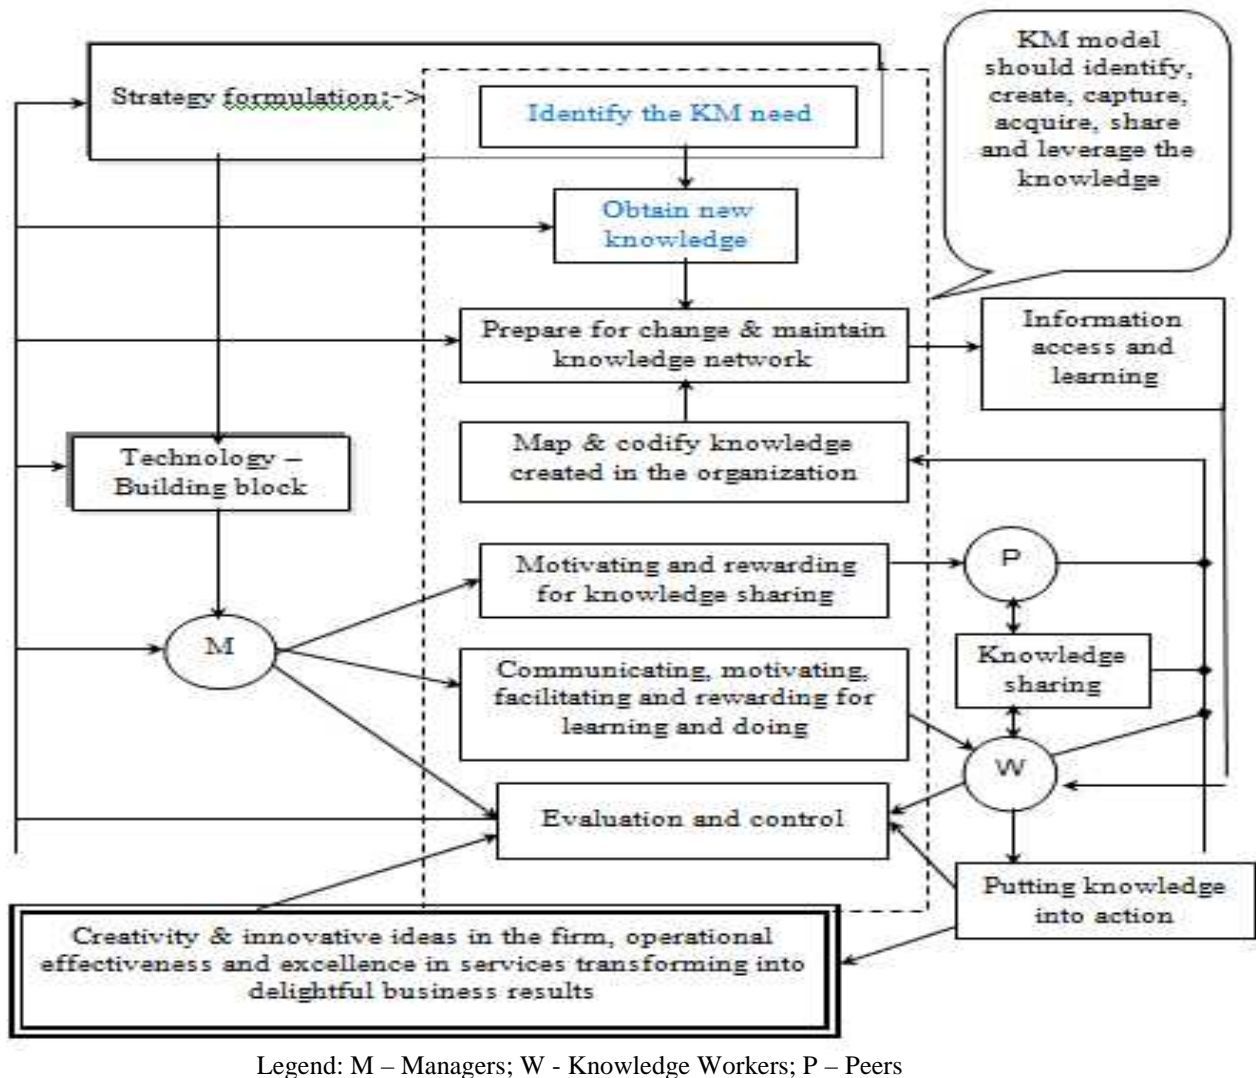 KM model
should identify,
create, capture,
acquire, share
and leverage the
knowledge
Strategy formulation:->
Identify the KM need
Obtain new
knowledge
Prepare for change & maintain
knowledge network
Information
access and
learning
Map & codify knowledge
created in the organization
Technology –
Building block
Motivating and rewarding
for knowledge sharing
P
M
Communicating, motivating,
facilitating and rewarding for
learning and doing
Knowledge
sharing
W
Evaluation and control
Putting knowledge
into action
Creativity & innovative ideas in the firm, operational
effectiveness and excellence in services transforming into
delightful business results
Legend: M – Managers; W - Knowledge Workers; P – Peers